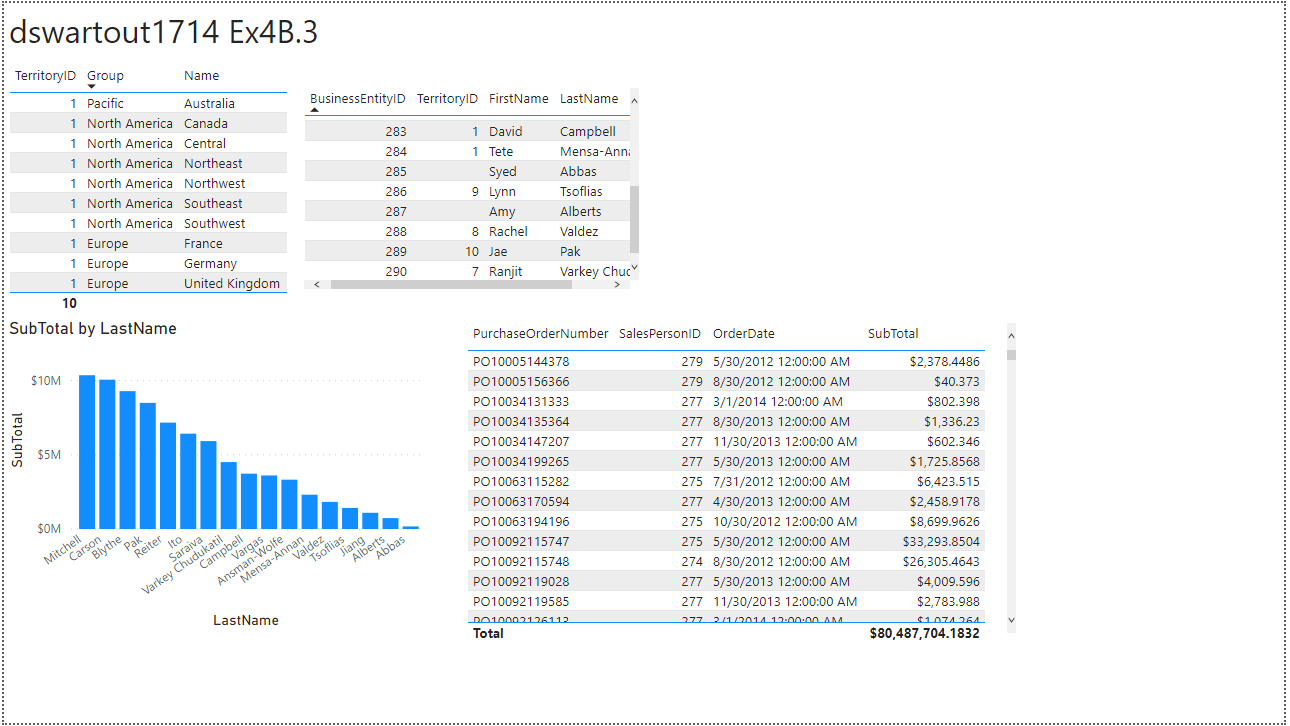 dswartout1714 Ex4B.3
TerritoryID Group Name
1 Pacific Australia
1 North America Canada
1 North America Central
1 North America Northeast
1 North America Northwest
1 North America Southeast
1 North America Southwest
1 Europe France
1 Europe Germany
1 Europe United Kingdom
10
BusinessEntityID TerritoryID FirstName LastName
283 1 David Campbell
284 1 Tete Mensa-Anna
285 Syed Abbas
286 9 Lynn Tsoflias
287 Amy Alberts
288 8 Rachel Valdez
289 10 Jae Pak
290 7 Ranjit Varkey Chuc
SubTotal by LastName
SubTotal
$10M
$5M
$0M
Mitchell
Carson
Blythe
Pak
Reiter
Ito
Saraiva
Varkey Chudukatil
Campbell
Vargas
Ansman-Wolfe
Mensa-Annan
Valdez
Tsoflias
Jiang
Alberts
Abbas
LastName
PurchaseOrderNumber SalesPersonID OrderDate SubTotal
PO10005144378 279 5/30/2012 12:00:00 AM $2,378.4486
PO10005156366 279 8/30/2012 12:00:00 AM $40.373
PO10034131333 277 3/1/2014 12:00:00 AM $802.398
PO10034135364 277 8/30/2013 12:00:00 AM $1,336.23
PO10034147207 277 11/30/2013 12:00:00 AM $602.346
PO10034199265 277 5/30/2013 12:00:00 AM $1,725.8568
PO10063115282 275 7/31/2012 12:00:00 AM $6,423.515
PO10063170594 277 4/30/2013 12:00:00 AM $2,458.9178
PO10063194196 275 10/30/2012 12:00:00 AM $8,699.9626
PO10092115747 275 5/30/2013 12:00:00 AM $33,293.8504
PO10092115748 274 8/30/2012 12:00:00 AM $26,305.4643
PO10092119028 277 5/30/2013 12:00:00 AM $4,009.596
PO10092119585 277 11/30/2013 12:00:00 AM $2,783.988
PO10092126113 277 3/1/2014 12:00:00 AM $1,074.264
Total $80,487,704.1832